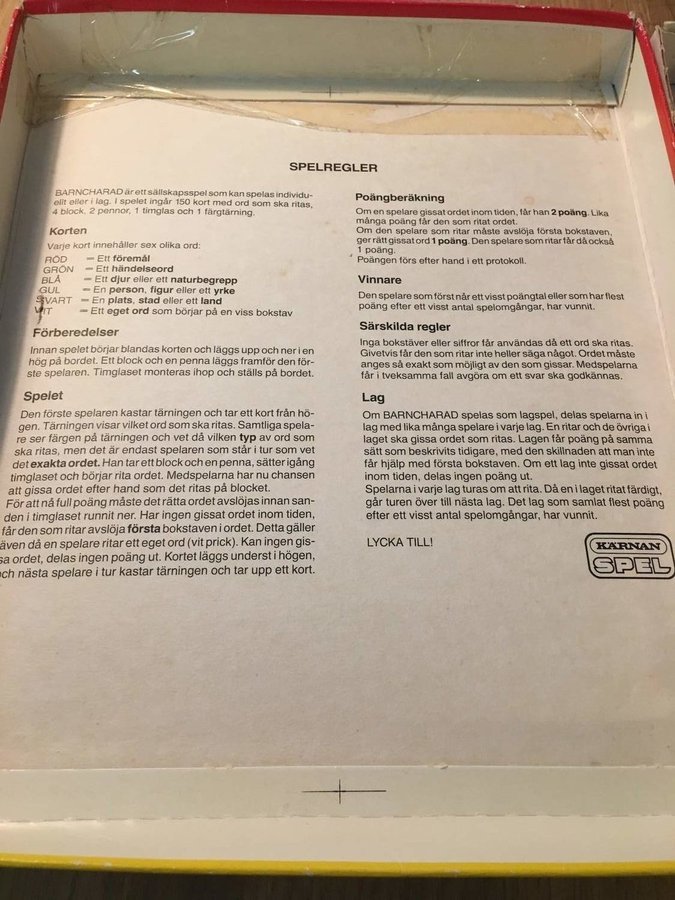 SPELREGLER
BARNCHARAD är ett sällskapsspel som kan spelas individu-
ellt eller i lag. I spelet ingår 150 kort med ord som ska ritas,
4 block, 2 pennor, 1 timglas och 1 färgtärning.
Korten
Varje kort innehåller sex olika ord:
RÖD — Ett föremål
GRÖN — Ett händelseord
BLÅ — Ett djur eller ett naturbegrepp
GUL — En person, figur eller ett yrke
SVART — En plats, stad eller ett land
VIT — Ett eget ord som börjar på en viss bokstav
Förberedelser
Innan spelet börjar blandas korten och läggs upp och ner i en
hög på bordet. Ett block och en penna läggs framför den för-
ste spelaren. Timglaset monteras ihop och ställs på bordet.
Spelet
Den förste spelaren kastar tärningen och tar ett kort från hö-
gen. Tärningen visar vilket ord som ska ritas. Samtliga spela-
re ser färgen på tärningen och vet då vilken typ av ord som
ska ritas, men det är endast spelaren som står i tur som vet
det exakta ordet. Han tar ett block och en penna, sätter igång
timglaset och börjar rita ordet. Medspelarna har nu chansen
att gissa ordet efter hand som det ritas på blocket.
För att nå full poäng måste det rätta ordet avslöjas innan san-
den i timglaset runnit ner. Har ingen gissat ordet inom tiden,
får den som ritar avslöja första bokstaven i ordet. Detta gäller
även då en spelare ritar ett eget ord (vit prick). Kan ingen gis-
sa ordet, delas ingen poäng ut. Kortet läggs underst i högen,
och nästa spelare i tur kastar tärningen och tar upp ett kort.
Poängberäkning
Om en spelare gissat ordet inom tiden, får han 2 poäng. Lika
många poäng får den som ritat ordet.
Om den spelare som ritar måste avslöja första bokstaven,
ger rätt gissat ord 1 poäng. Den spelare som ritar får då också
1 poäng.
Poängen förs efter hand i ett protokoll.
Vinnare
Den spelare som först når ett visst poängtal eller som har flest
poäng efter ett visst antal spelomgångar, har vunnit.
Särskilda regler
Inga bokstäver eller siffror får användas då ett ord ska ritas.
Givetvis får den som ritar inte heller säga något. Ordet måste
anges så exakt som möjligt av den som gissar. Medspelarna
får i tveksamma fall avgöra om ett svar ska godkännas.
Lag
Om BARNCHARAD spelas som lagspel, delas spelarna in i
lag med lika många spelare i varje lag. En ritar och de övriga i
laget ska gissa ordet som ritas. Lagen får poäng på samma
sätt som beskrivits tidigare, med den skillnaden att man inte
får hjälp med första bokstaven. Om ett lag inte gissat ordet
inom tiden, delas ingen poäng ut.
Spelarna i varje lag turas om att rita. Då en i laget ritat färdigt,
går turen över till nästa lag. Det lag som samlat flest poäng
efter ett visst antal spelomgångar, har vunnit.
LYCKA TILL!
KÄRNAN
SPEL